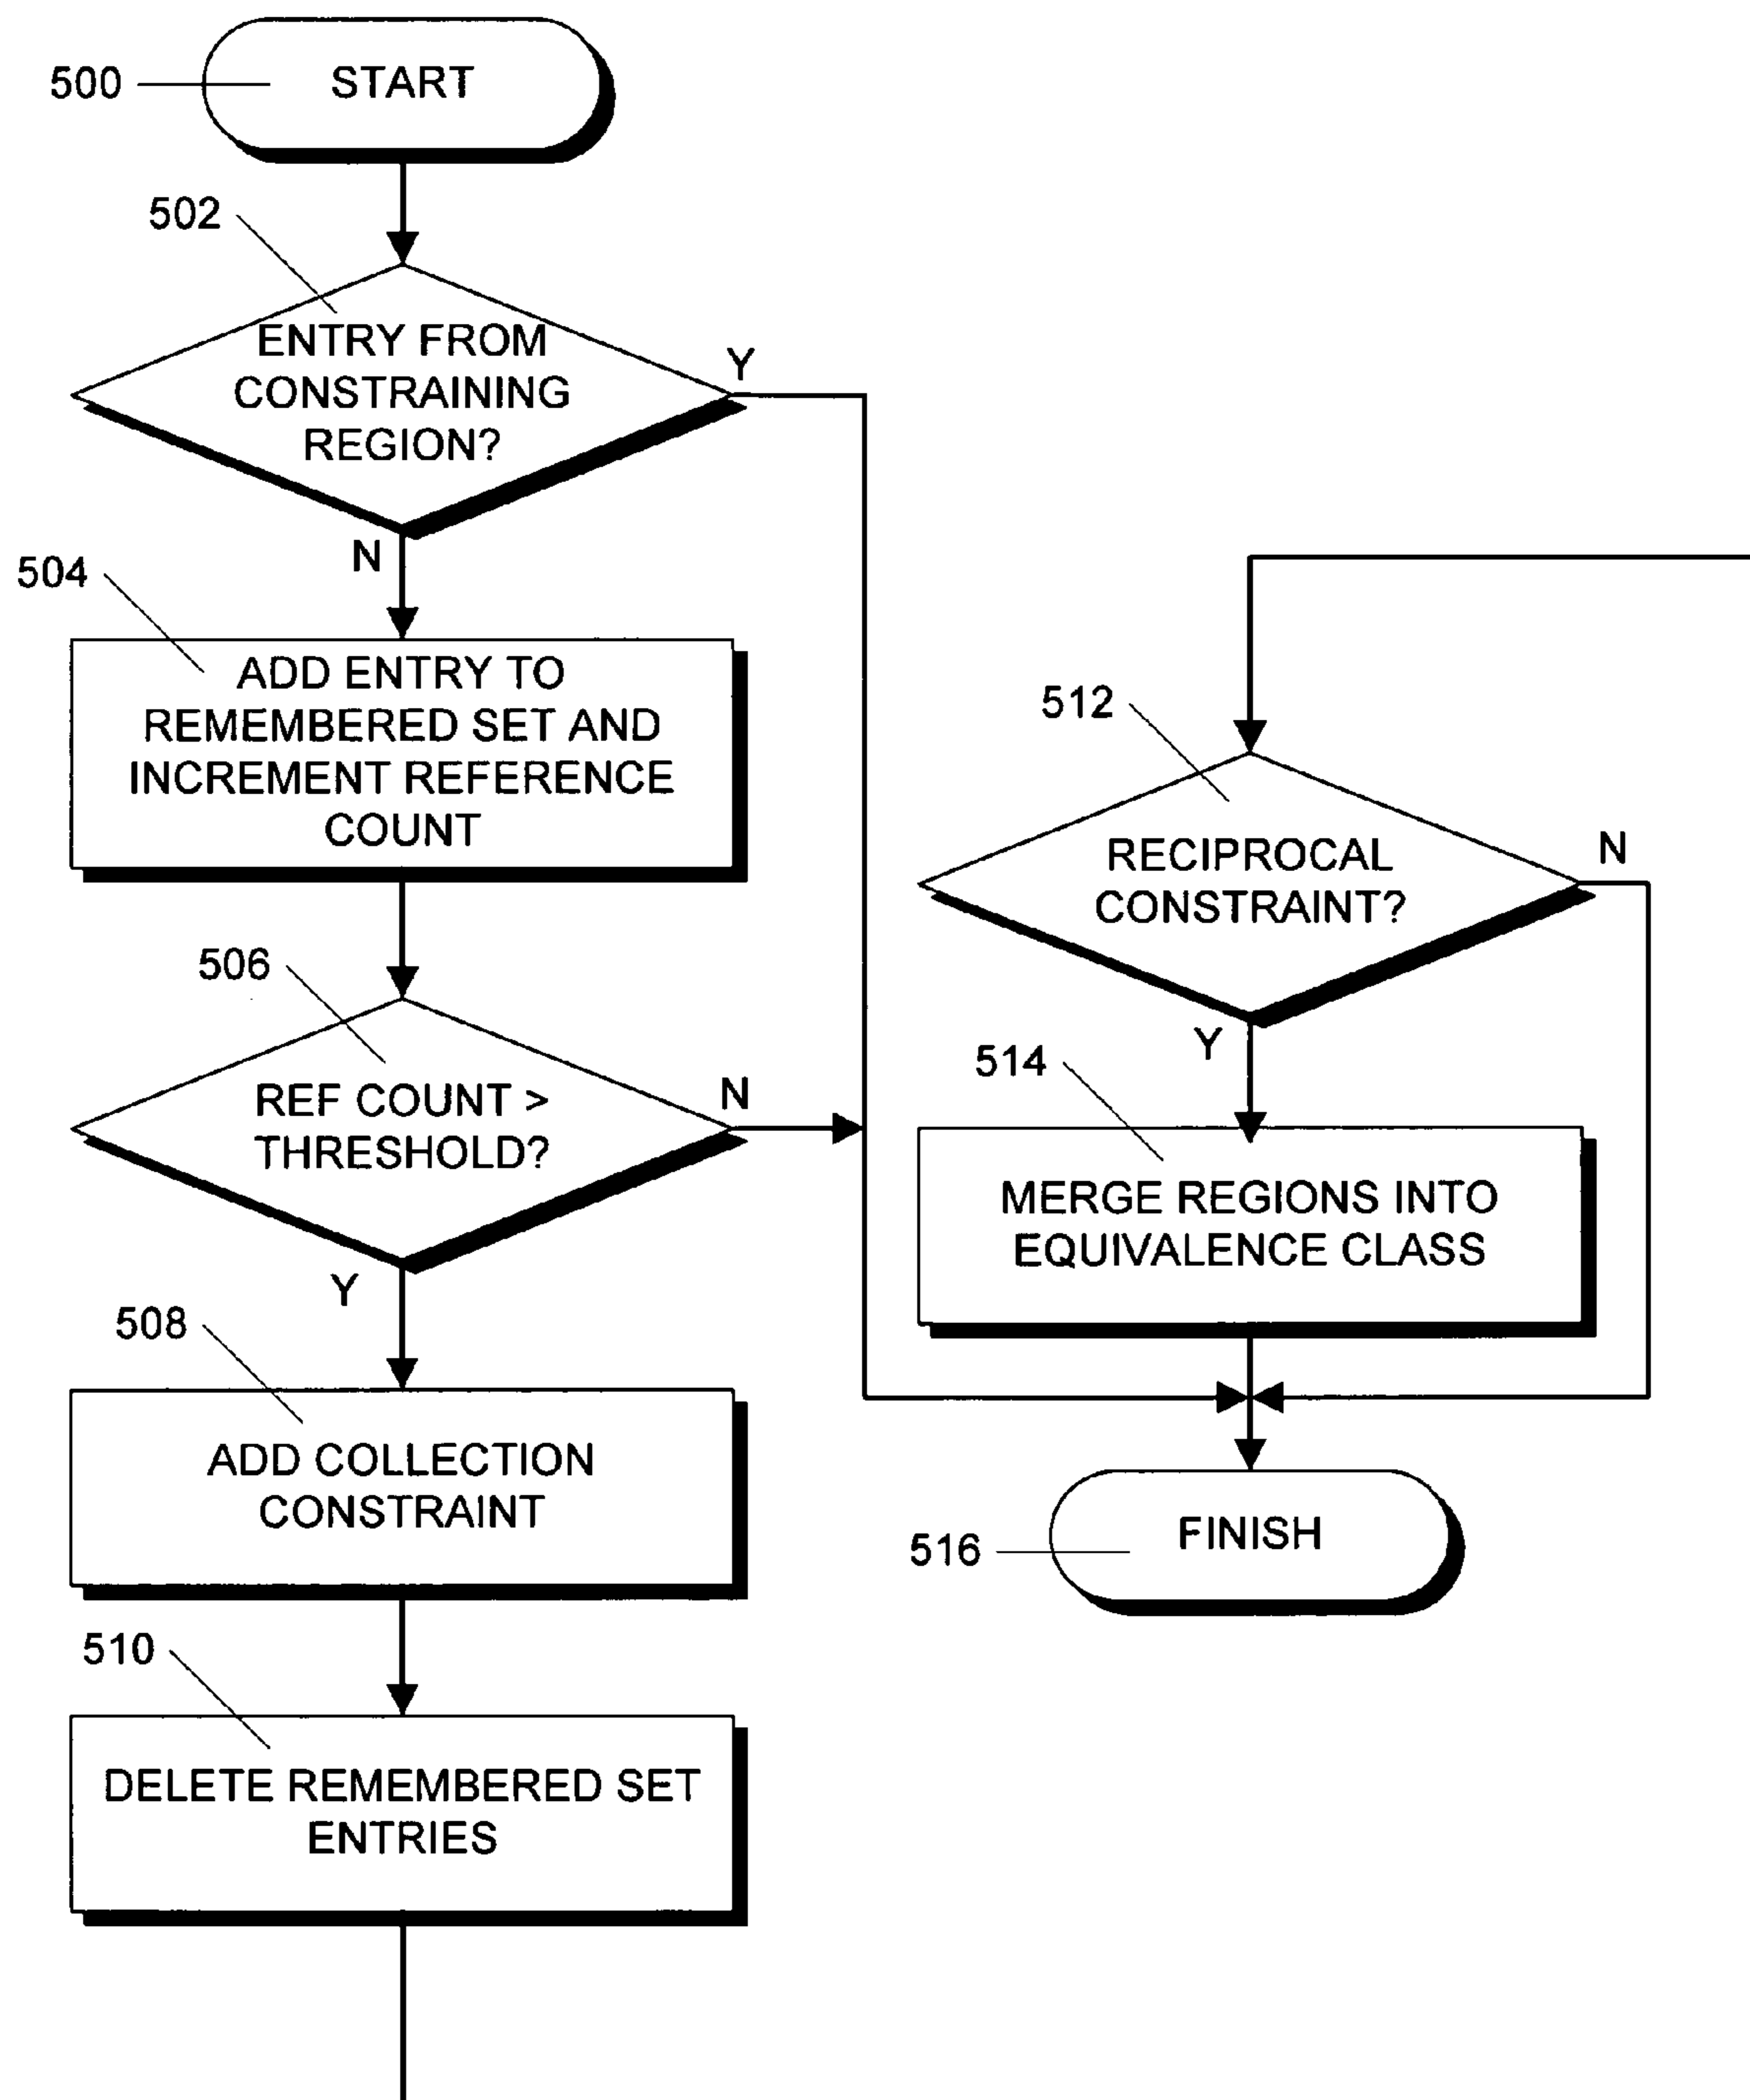 500
START
502
ENTRY FROM
CONSTRAINING
REGION?
Y
N
504
ADD ENTRY TO
REMEMBERED SET AND
INCREMENT REFERENCE
COUNT
506
REF COUNT >
THRESHOLD?
N
Y
508
ADD COLLECTION
CONSTRAINT
510
DELETE REMEMBERED SET
ENTRIES
512
RECIPROCAL
CONSTRAINT?
N
Y
514
MERGE REGIONS INTO
EQUIVALENCE CLASS
516
FINISH